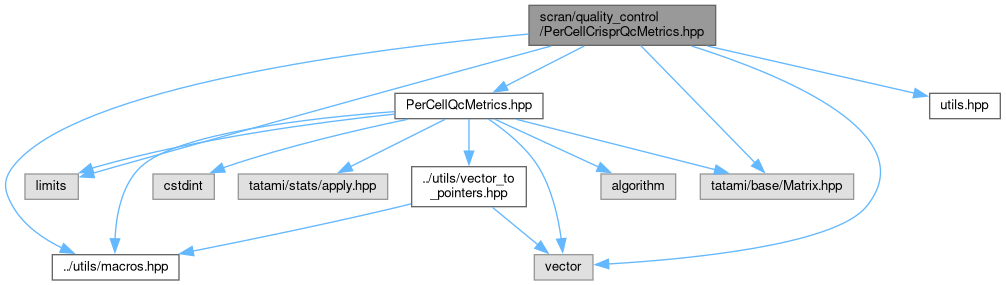 scran/quality_control
/PerCellCrisprQcMetrics.hpp
PerCellQcMetrics.hpp
utils.hpp
limits
cstdint
tatami/stats/apply.hpp
../utils/vector_to
_pointers.hpp
algorithm
tatami/base/Matrix.hpp
../utils/macros.hpp
vector